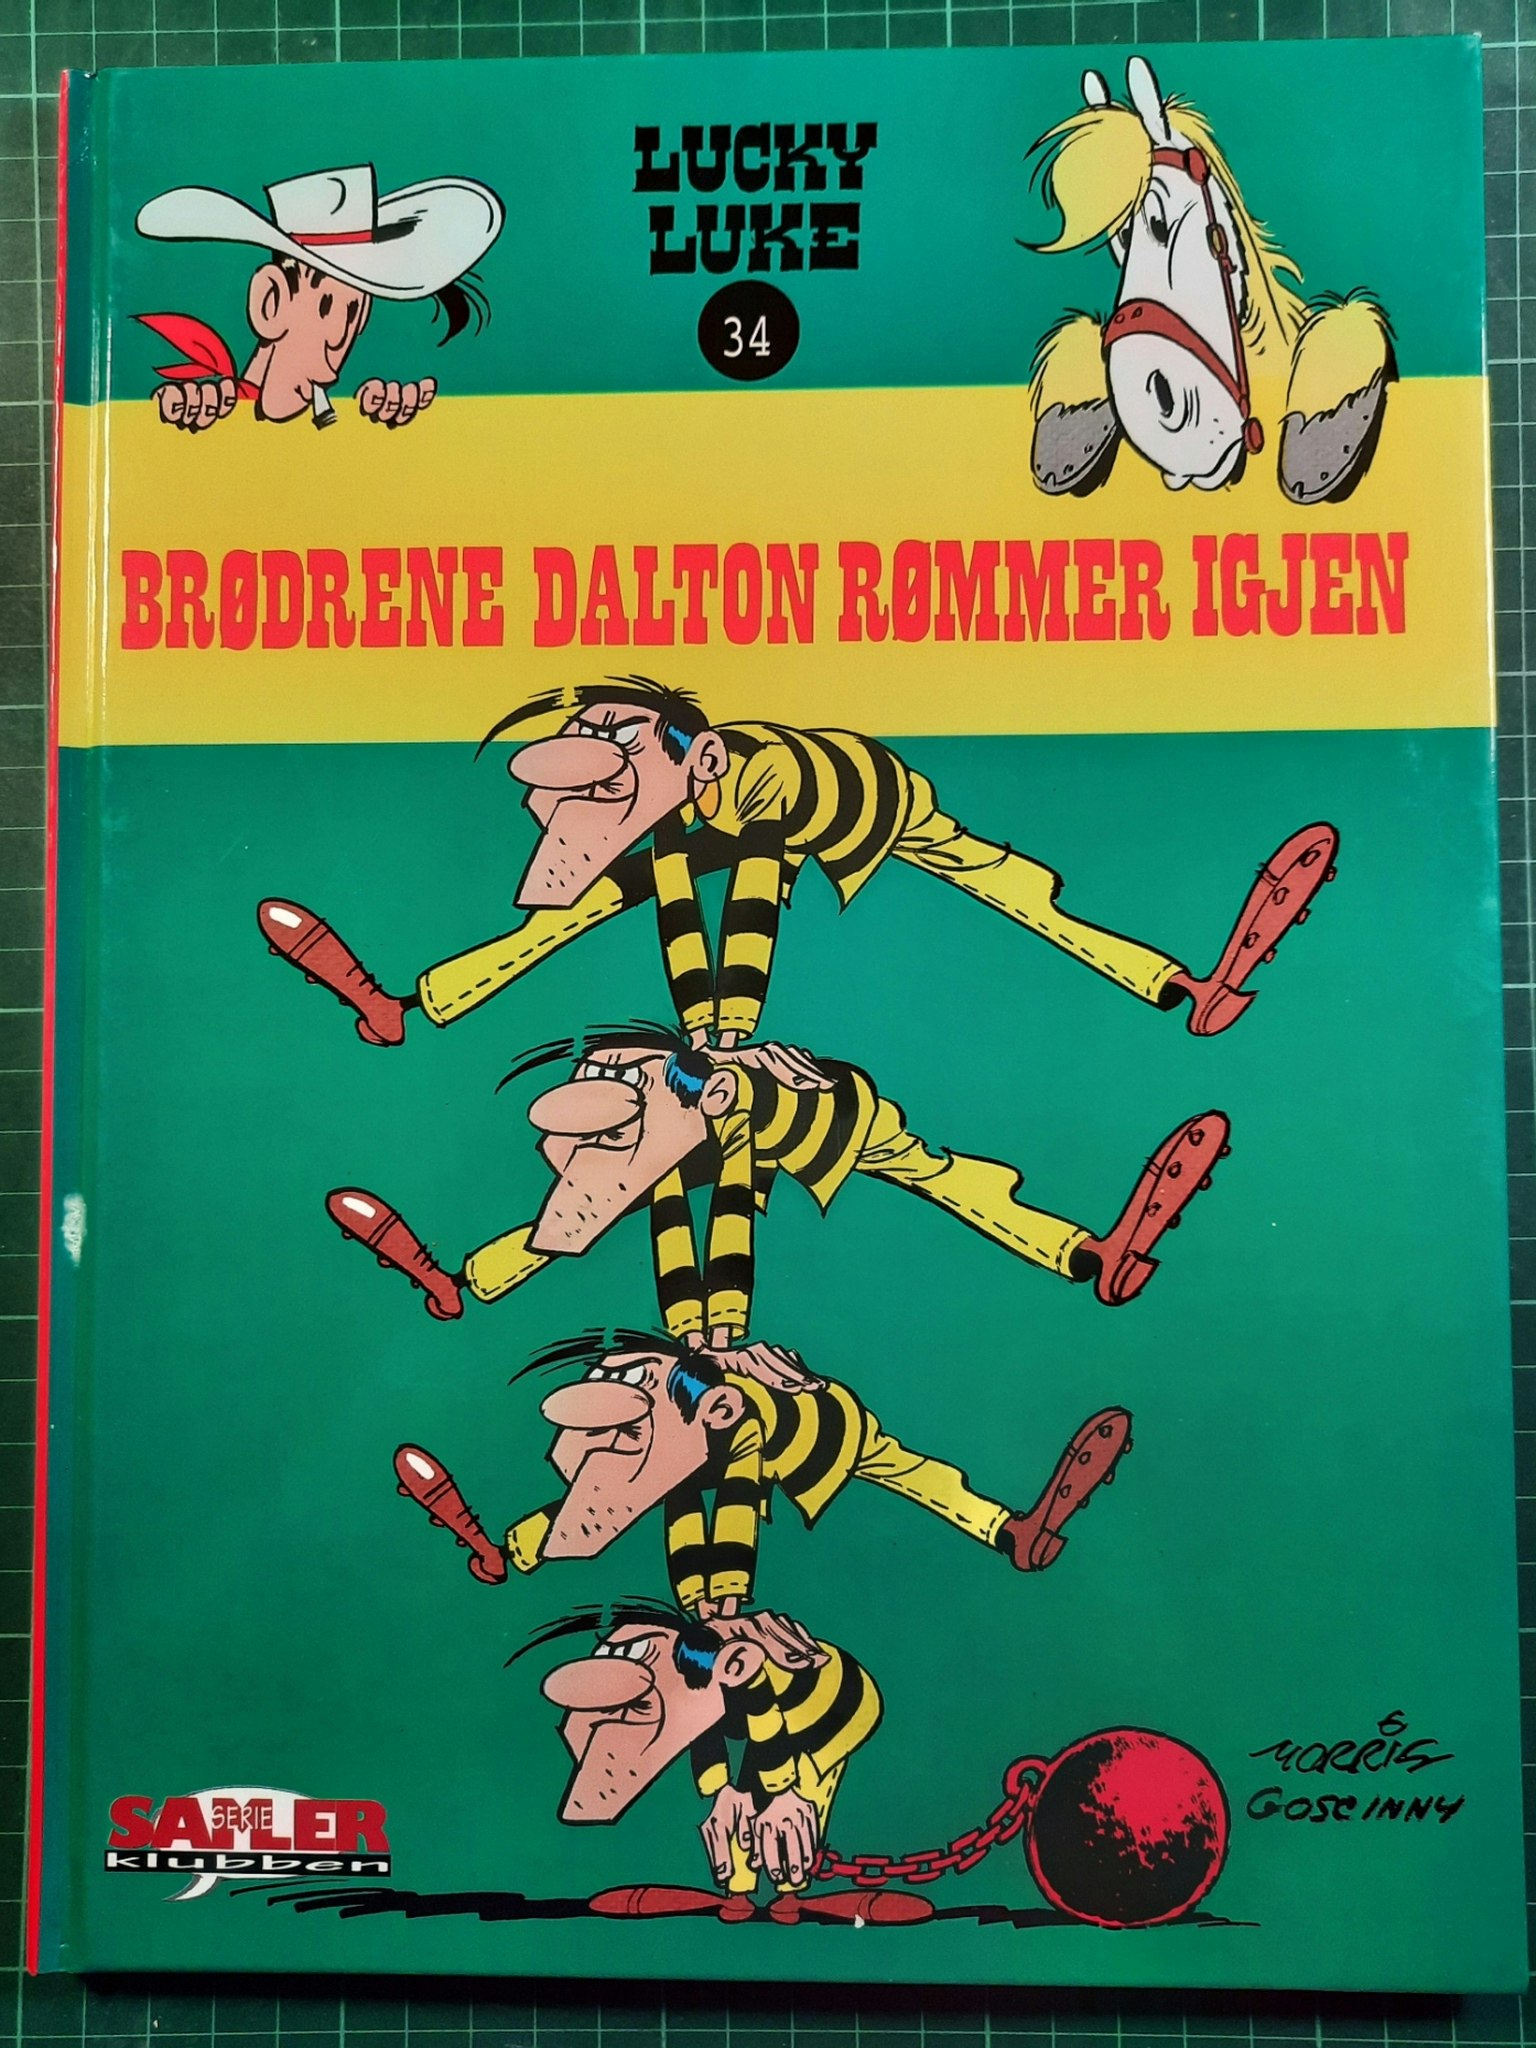 LUCKY
LUKE
34
BRØDRENE DALTON RØMMER IGJEN
MORRIS
GOSCINNY
SERIE
SAMLER
klubben